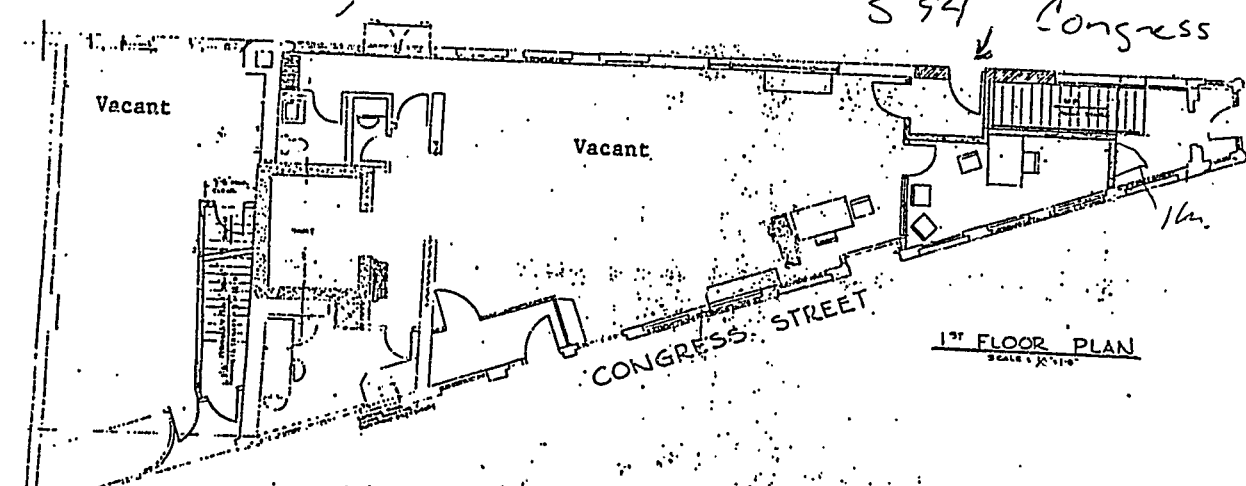 594 Congress
Vacant
Vacant
CONGRESS STREET
1ST FLOOR PLAN